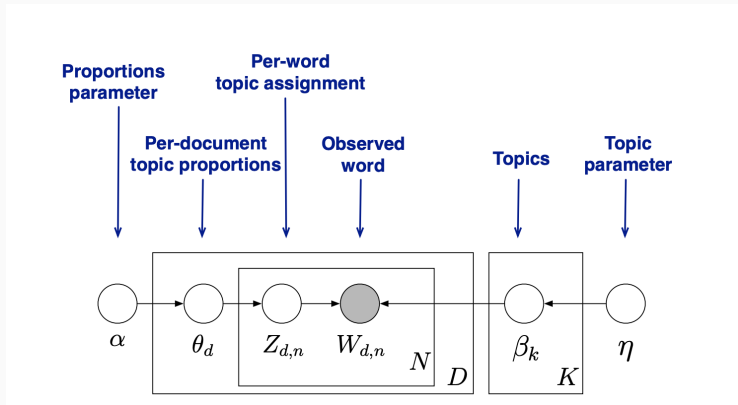 Proportions
parameter
Per-word
topic assignment
Per-document
topic proportions
Observed
word
Topics
Topic
parameter
α
θd
Zd,n
Wd,n
N
D
βk
K
η